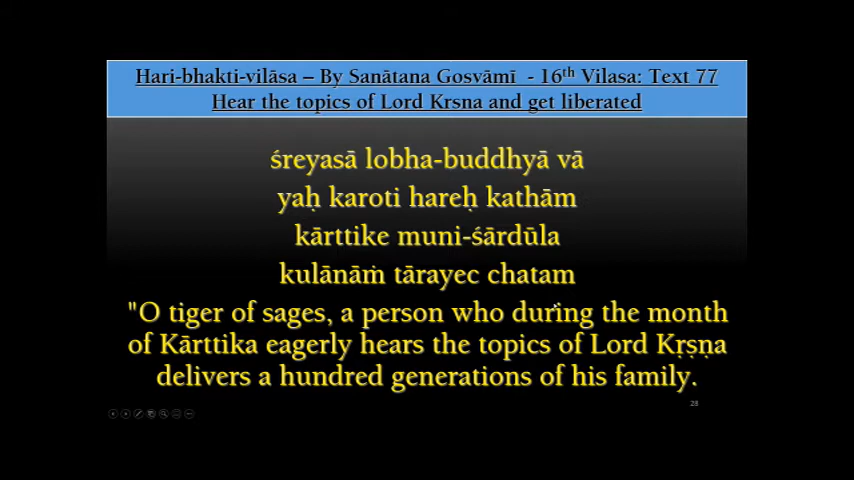 Hari-bhakti-vilāsa – By Sanātana Gosvāmī - 16th Vilasa: Text 77
Hear the topics of Lord Krsna and get liberated
śreyasā lobha-buddhyā vā
yaḥ karoti hareḥ kathām
kārttike muni-śārdūla
kulānāṁ tārayec chatam
"O tiger of sages, a person who during the month
of Kārttika eagerly hears the topics of Lord Kṛṣṇa
delivers a hundred generations of his family.
28